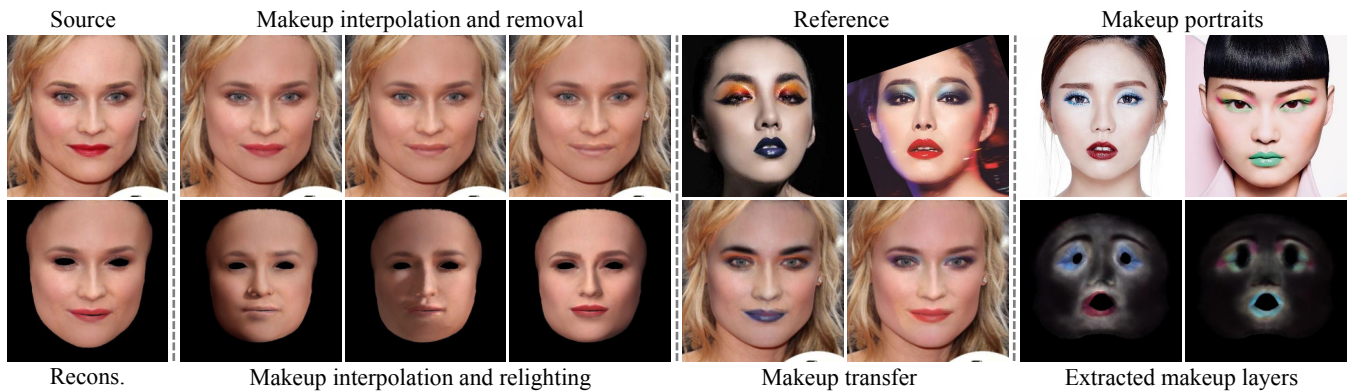 Source
Makeup interpolation and removal
Reference
Makeup portraits
Recons.
Makeup interpolation and relighting
Makeup transfer
Extracted makeup layers